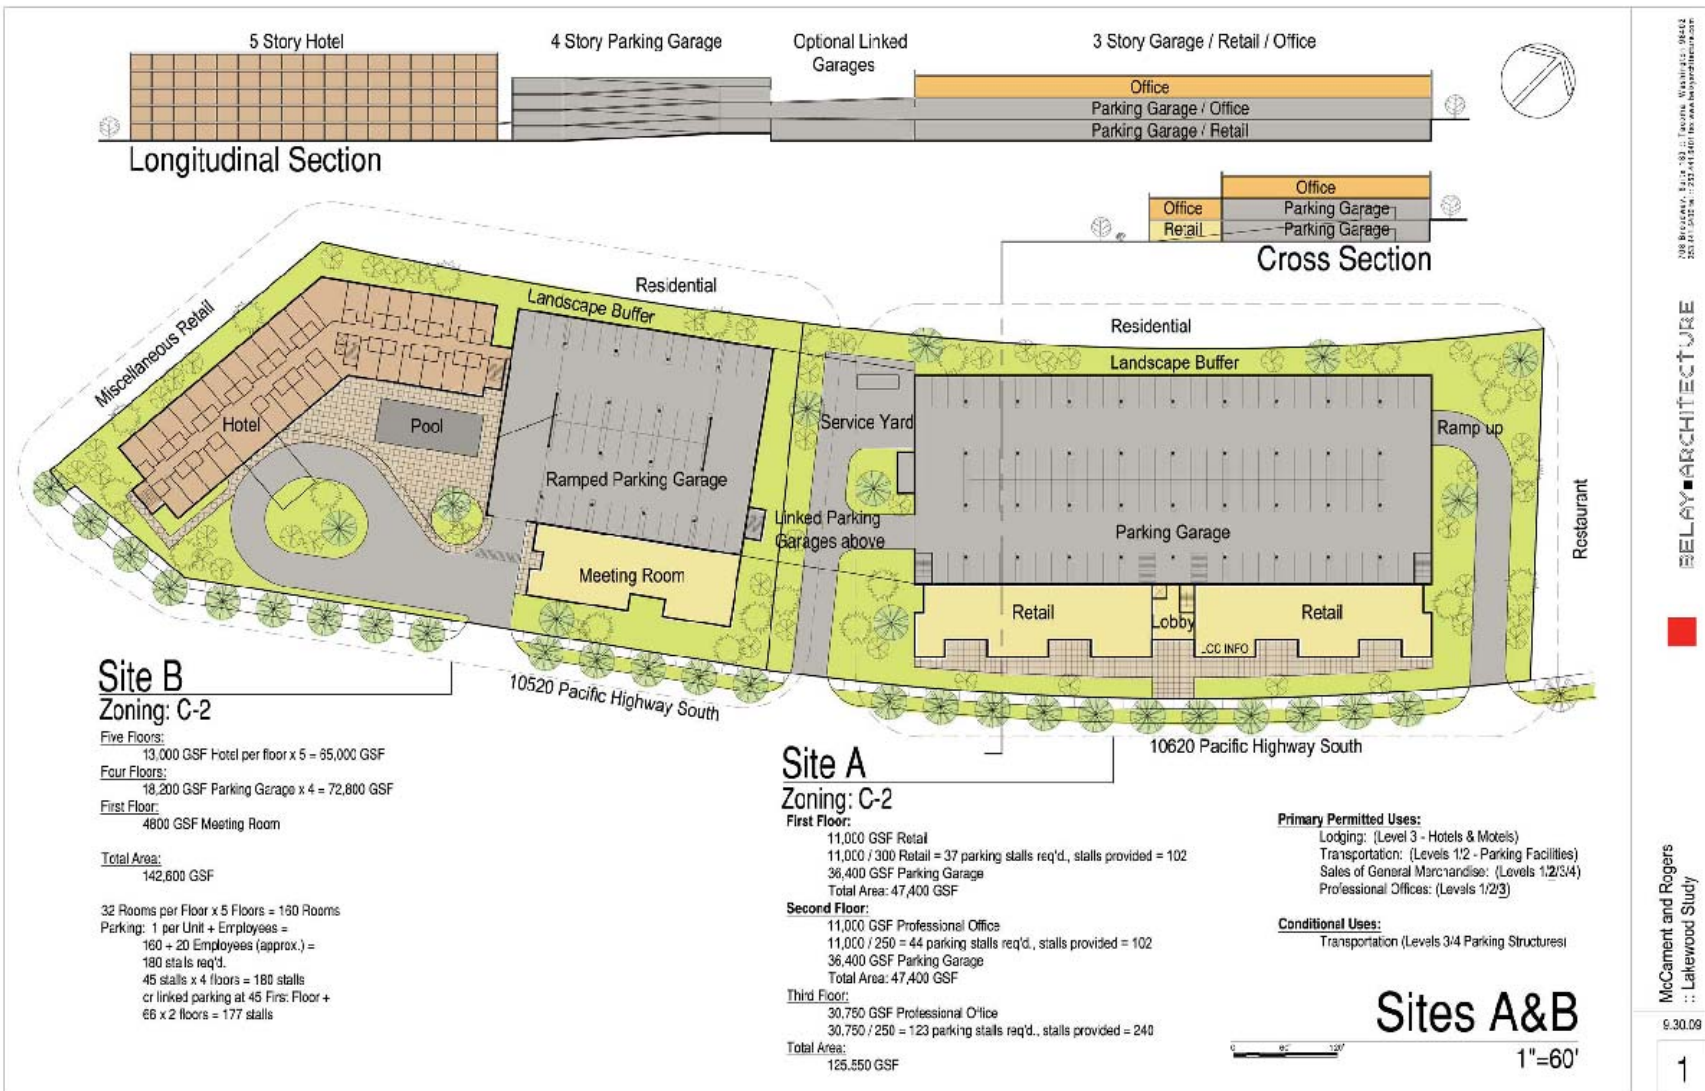 5 Story Hotel
4 Story Parking Garage
Optional Linked
Garages
3 Story Garage / Retail / Office
Office
Parking Garage / Office
Parking Garage / Retail
Longitudinal Section
Office
Office
Parking Garage
Retail
Parking Garage
Cross Section
Residential
Landscape Buffer
Miscellaneous Retail
Residential
Landscape Buffer
Hotel
Pool
Service Yard
Ramp up
Ramped Parking Garage
Linked Parking
Garages above
Parking Garage
Restaurant
Meeting Room
Retail
Lobby
Retail
LCC INFO
10520 Pacific Highway South
10620 Pacific Highway South
Site B
Zoning: C-2
Five Floors:
13,000 GSF Hotel per floor x 5 = 65,000 GSF
Four Floors:
18,200 GSF Parking Garage x 4 = 72,800 GSF
First Floor:
4800 GSF Meeting Room
Total Area:
142,600 GSF
32 Rooms per Floor x 5 Floors = 160 Rooms
Parking: 1 per Unit + Employees =
160 + 20 Employees (approx.) =
180 stalls req'd.
45 stalls x 4 floors = 180 stalls
or linked parking at 45 First Floor +
66 x 2 floors = 177 stalls
Site A
Zoning: C-2
First Floor:
11,000 GSF Retail
11,000 / 300 Retail = 37 parking stalls req'd., stalls provided = 102
36,400 GSF Parking Garage
Total Area: 47,400 GSF
Second Floor:
11,000 GSF Professional Office
11,000 / 250 = 44 parking stalls req'd., stalls provided = 102
36,400 GSF Parking Garage
Total Area: 47,400 GSF
Third Floor:
30,750 GSF Professional Office
30,750 / 250 = 123 parking stalls req'd., stalls provided = 240
Total Area:
125,550 GSF
Primary Permitted Uses:
Lodging: (Level 3 - Hotels & Motels)
Transportation: (Levels 1/2 - Parking Facilities)
Sales of General Merchandise: (Levels 1/2/3/4)
Professional Offices: (Levels 1/2/3)
Conditional Uses:
Transportation (Levels 3/4 Parking Structures)
Sites A&B
0 60' 120'
1"=60'
BELAY ARCHITECTURE
McCament and Rogers
:: Lakewood Study
9.30.09
1